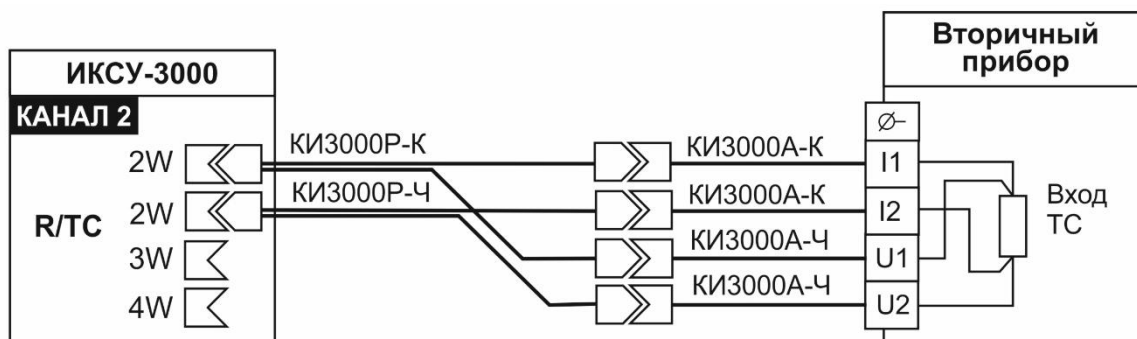 ИКСУ-3000
КАНАЛ 2
R/TC
2W
2W
3W
4W
КИ3000Р-К
КИ3000Р-Ч
КИ3000А-К
КИ3000А-К
КИ3000А-Ч
КИ3000А-Ч
Вторичный
прибор
I1
I2
U1
U2
Вход
ТС